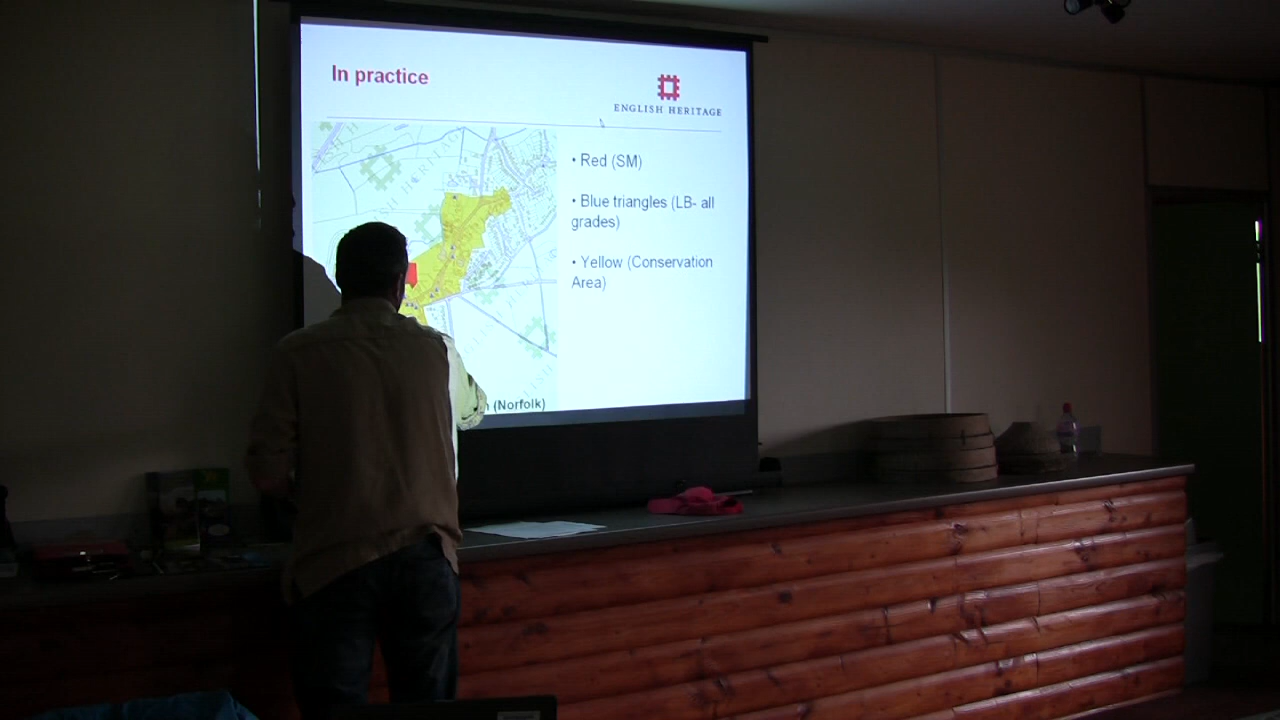 In practice
ENGLISH HERITAGE
• Red (SM)
• Blue triangles (LB- all
grades)
• Yellow (Conservation
Area)
(Norfolk)